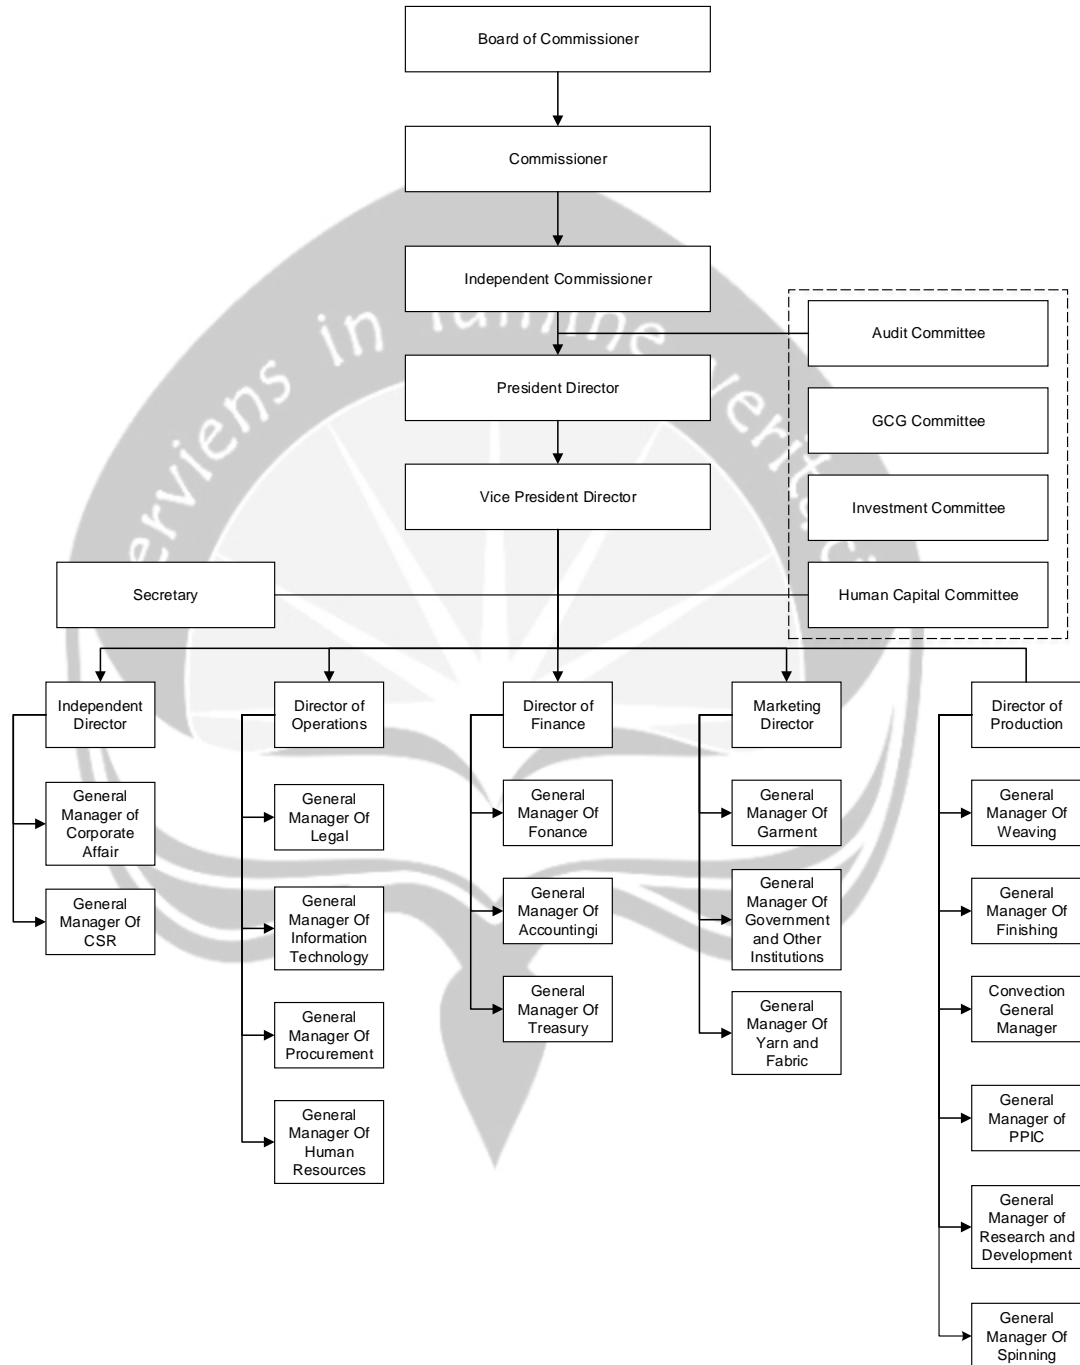 Board of Commissioner
Commissioner
Independent Commissioner
Audit Committee
President Director
GCG Committee
Vice President Director
Investment Committee
Secretary
Human Capital Committee
Independent
Director
Director of
Operations
Director of
Finance
Marketing
Director
Director of
Production
General
Manager of
Corporate
Affair
General
Manager Of
CSR
General
Manager Of
Legal
General
Manager Of
Information
Technology
General
Manager Of
Procurement
General
Manager Of
Human
Resources
General
Manager Of
Fonance
General
Manager Of
Accountingi
General
Manager Of
Treasury
General
Manager Of
Garment
General
Manager Of
Government
and Other
Institutions
General
Manager Of
Yarn and
Fabric
General
Manager Of
Weaving
General
Manager Of
Finishing
Convection
General
Manager
General
Manager of
PPIC
General
Manager of
Research and
Development
General
Manager Of
Spinning
in